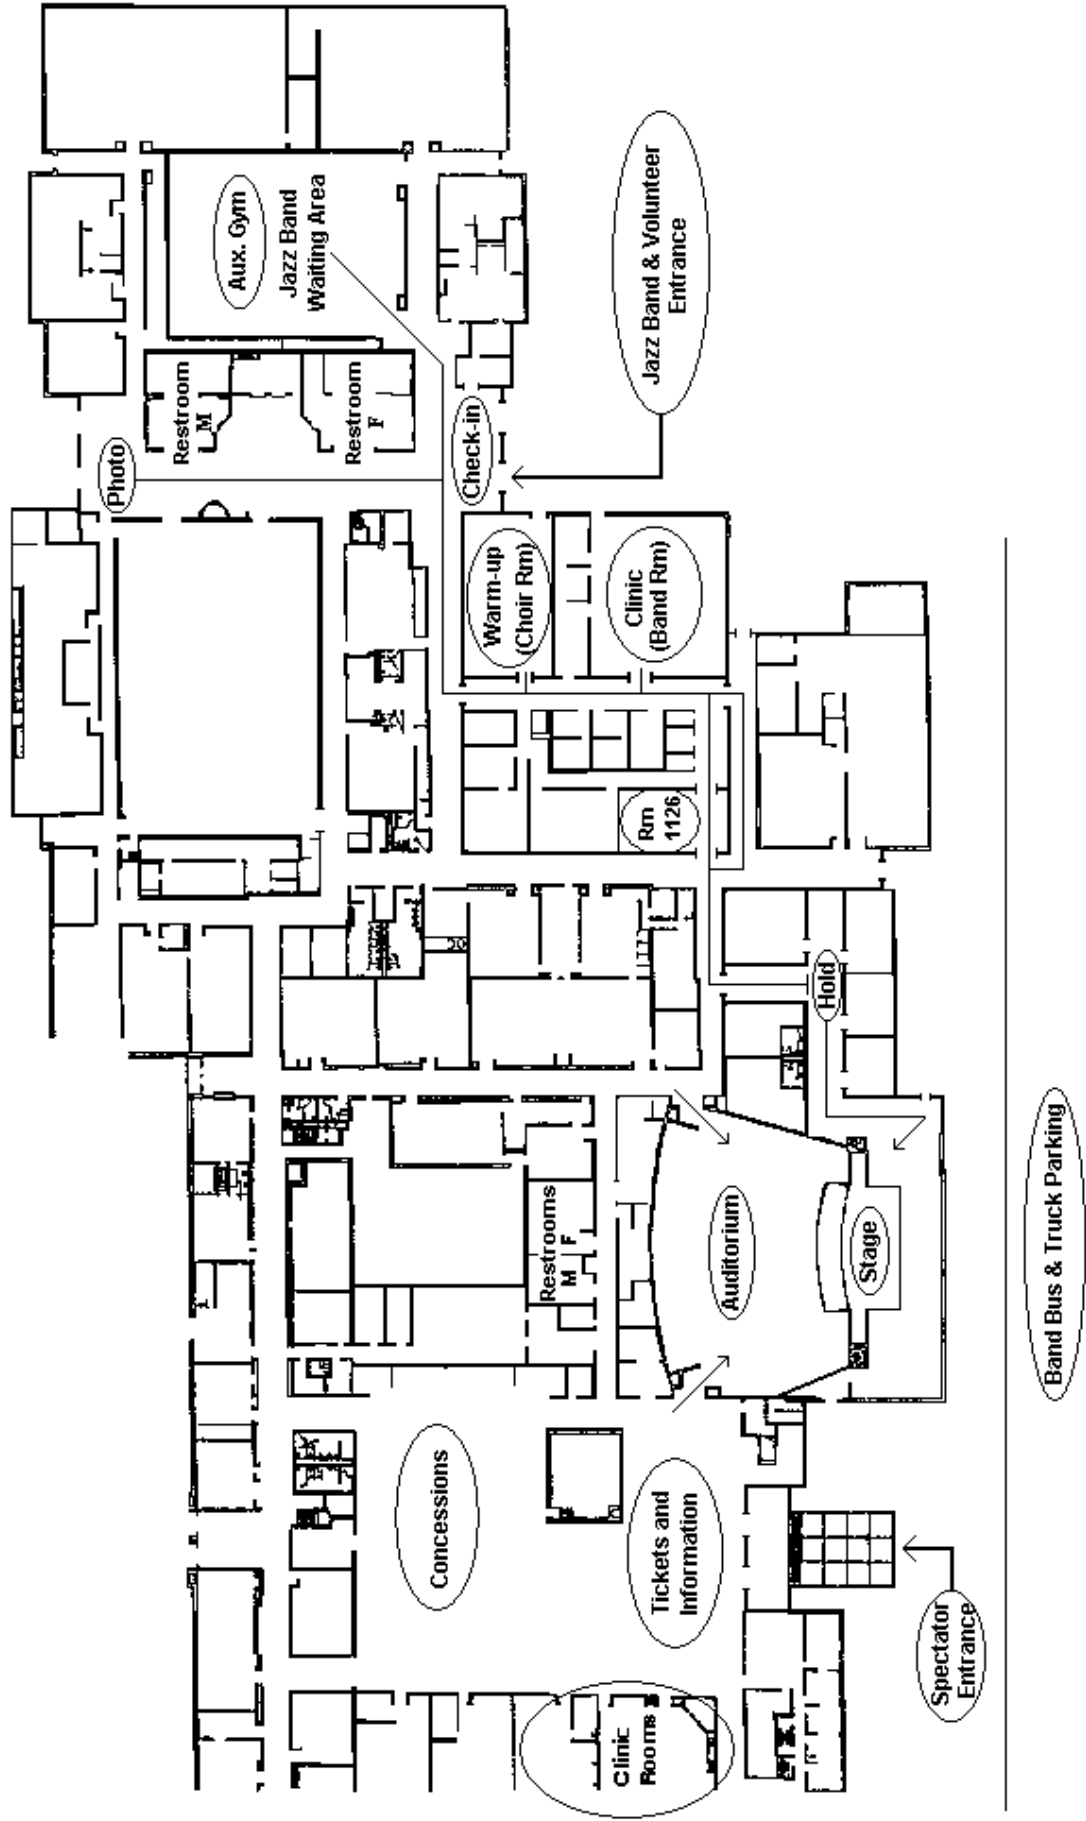 Photo
Restroom
M
Restroom
F
Aux. Gym
Jazz Band
Waiting Area
Check-in
Jazz Band & Volunteer
Entrance
Warm-up
(Choir Rm)
Clinic
(Band Rm)
Rm
1126
Hold
Restrooms
M F
Auditorium
Stage
Concessions
Tickets and
Information
Clinic
Rooms
Spectator
Entrance
Band Bus & Truck Parking